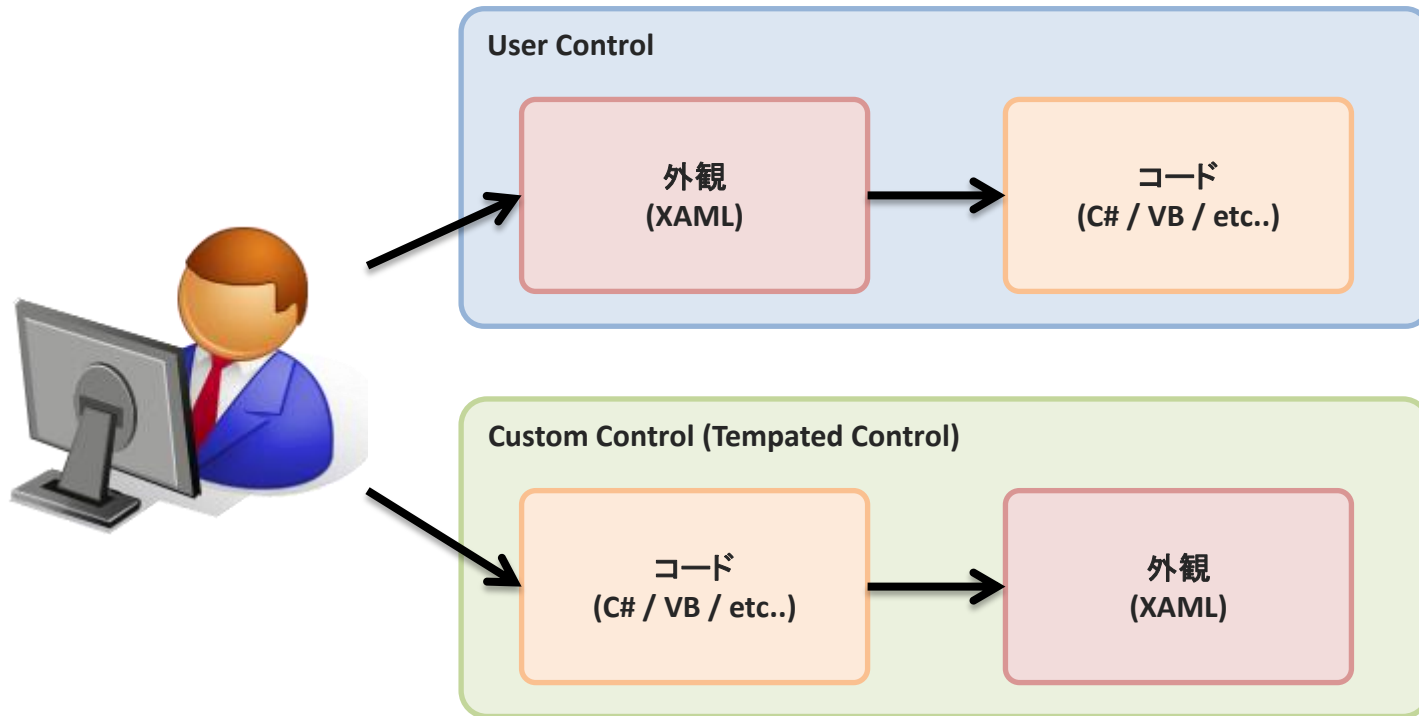 User Control
外観
(XAML)
コード
(C# / VB / etc..)
Custom Control (Tempated Control)
コード
(C# / VB / etc..)
外観
(XAML)